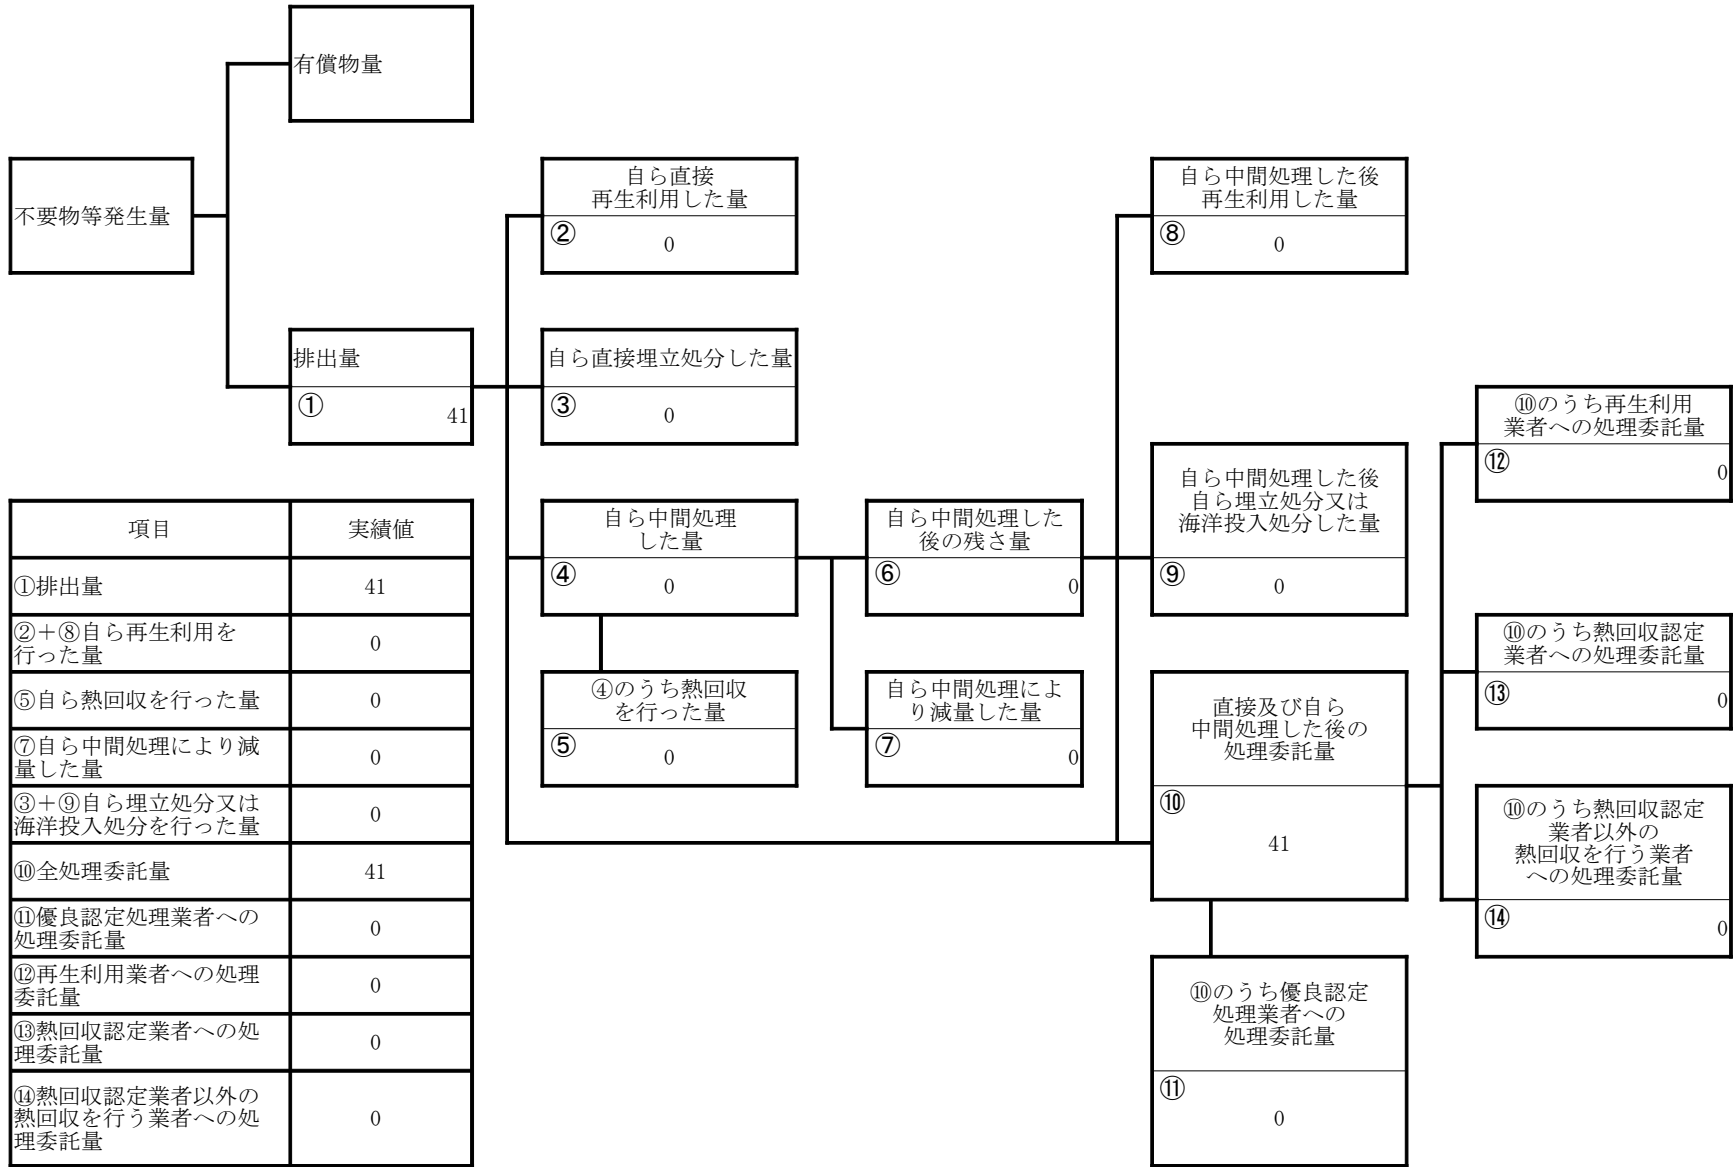 有償物量
不要物等発生量
排出量
①
41
自ら直接
再生利用した量
②
0
自ら直接埋立処分した量
③
0
自ら中間処理
した量
④
0
④のうち熱回収
を行った量
⑤
0
自ら中間処理した
後の残さ量
⑥
0
自ら中間処理によ
り減量した量
⑦
0
自ら中間処理した後
再生利用した量
⑧
0
自ら中間処理した後
自ら埋立処分又は
海洋投入処分した量
⑨
0
直接及び自ら
中間処理した後の
処理委託量
⑩
41
⑩のうち優良認定
処理業者への
処理委託量
⑪
0
⑩のうち再生利用
業者への処理委託量
⑫
0
⑩のうち熱回収認定
業者への処理委託量
⑬
0
⑩のうち熱回収認定
業者以外の
熱回収を行う業者
への処理委託量
⑭
0
項目 実績値
①排出量 41
②＋⑧自ら再生利用を
行った量 0
⑤自ら熱回収を行った量 0
⑦自ら中間処理により減
量した量 0
③＋⑨自ら埋立処分又は
海洋投入処分を行った量 0
⑩全処理委託量 41
⑪優良認定処理業者への
処理委託量 0
⑫再生利用業者への処理
委託量 0
⑬熱回収認定業者への処
理委託量 0
⑭熱回収認定業者以外の
熱回収を行う業者への処
理委託量 0